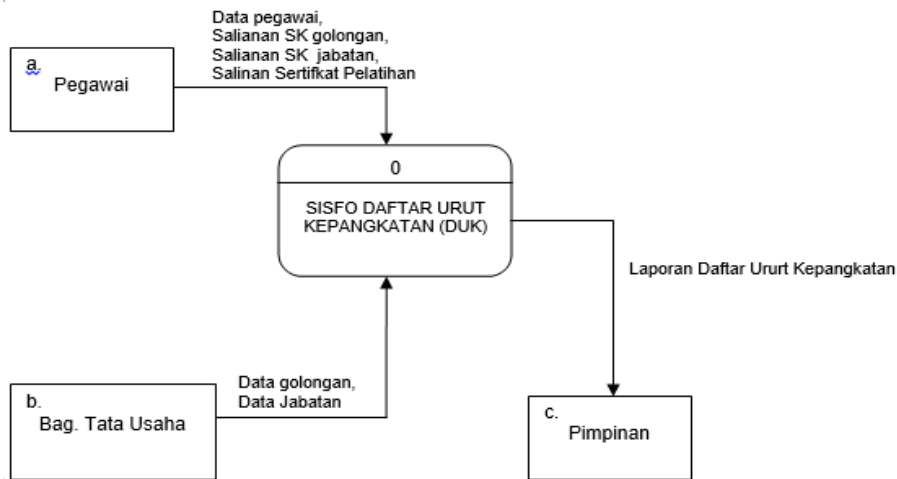 Data pegawai,
Salianan SK golongan,
Salianan SK jabatan,
Salinan Sertifkat Pelatihan
a.
Pegawai
0
SISFO DAFTAR URUT
KEPANGKATAN (DUK)
Laporan Daftar Ururt Kepangkatan
Data golongan,
Data Jabatan
b.
Bag. Tata Usaha
c.
Pimpinan